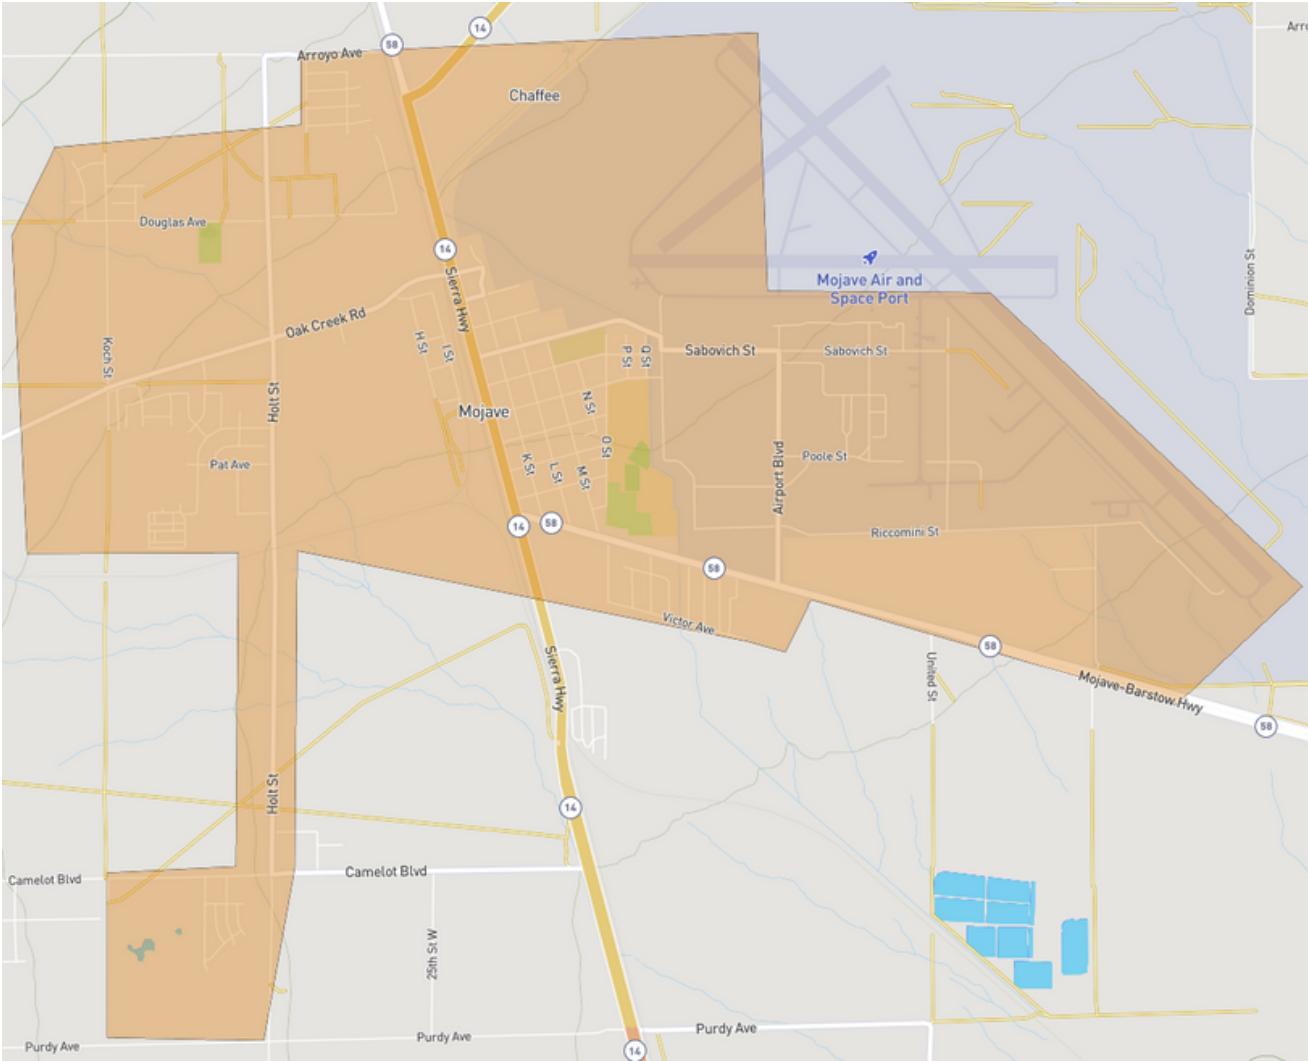 14
Arr
58
Arroyo Ave
Chaffee
Douglas Ave
14
Mojave Air and
Space Port
Dominion St
Sierra Hwy
Oak Creek Rd
Koch St
H St
I St
P St
Q St
Sabovich St
Sabovich St
Holt St
Mojave
N St
O St
K St
L St
M St
Pat Ave
Airport Blvd
Poole St
14
58
Riccomini St
58
Victor Ave
58
Sierra Hwy
United St
Mojave-Barstow Hwy
58
Holt St
14
Camelot Blvd
Camelot Blvd
25th St W
Purdy Ave
Purdy Ave
Purdy Ave
14